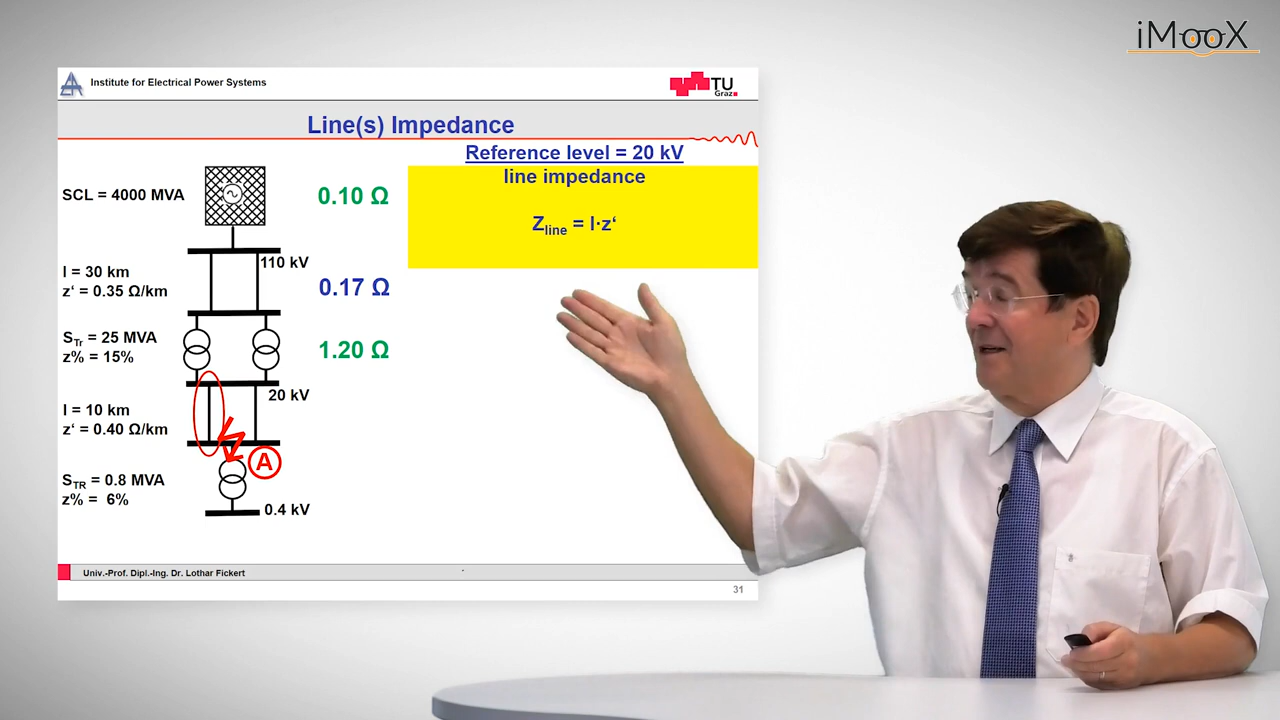 iMooX
Institute for Electrical Power Systems
TU
Graz
Line(s) Impedance
Reference level = 20 kV
line impedance
Zline = l·z‘
SCL = 4000 MVA
0.10 Ω
110 kV
l = 30 km
z‘ = 0.35 Ω/km
0.17 Ω
STr = 25 MVA
z% = 15%
1.20 Ω
20 kV
l = 10 km
z‘ = 0.40 Ω/km
A
STR = 0.8 MVA
z% = 6%
0.4 kV
Univ.-Prof. Dipl.-Ing. Dr. Lothar Fickert
31